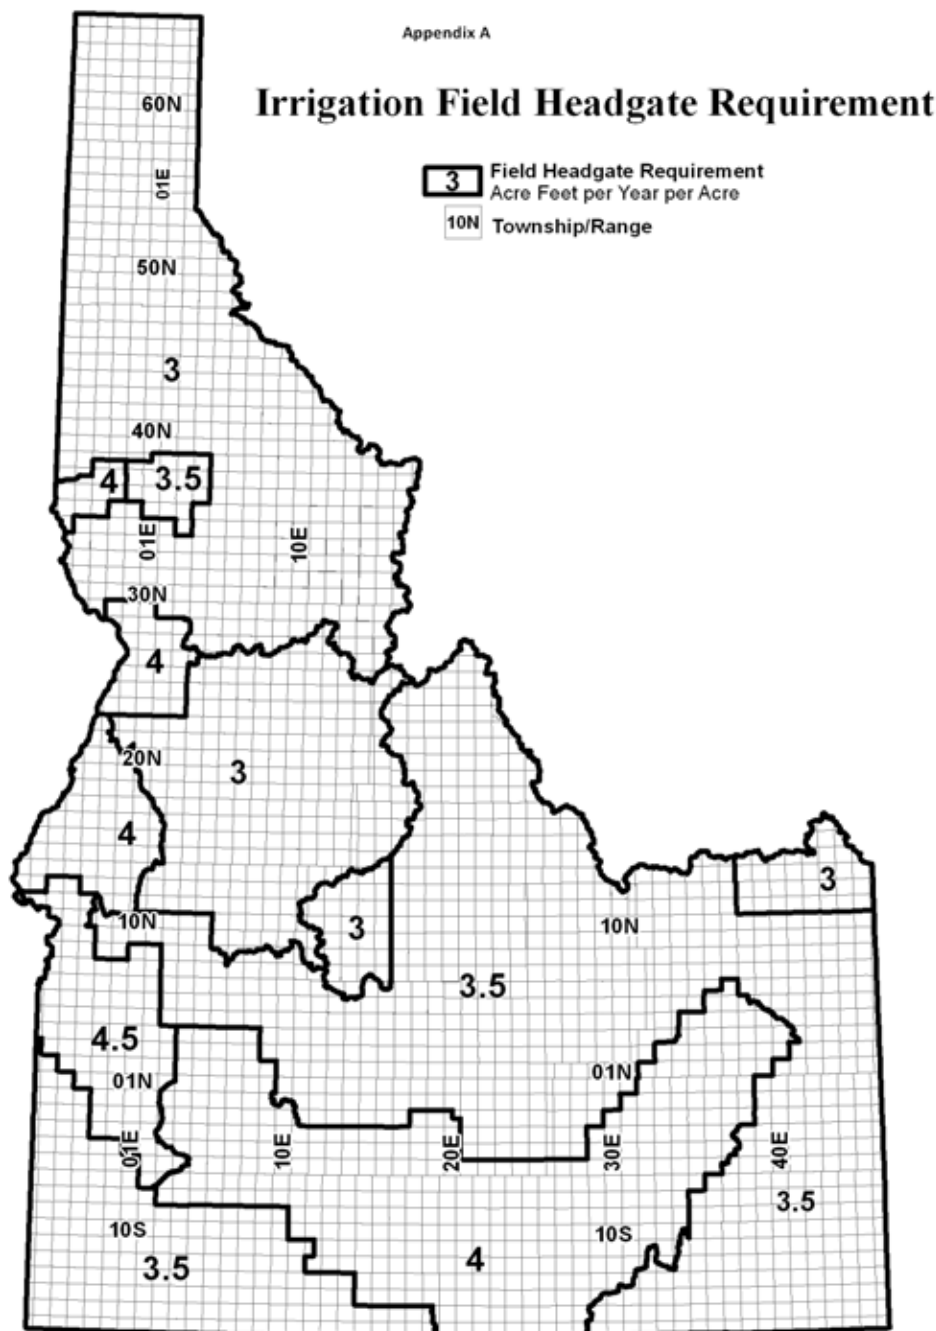 Appendix A
Irrigation Field Headgate Requirement
3 Field Headgate Requirement
Acre Feet per Year per Acre
10N Township/Range
60N
01E
50N
3
40N
4 3.5
01E 10E
30N
4
20N
3
4
3
10N
3
10N
3.5
4.5
01N
01N
01E 10E 20E 30E 40E
3.5
10S
10S
4
3.5